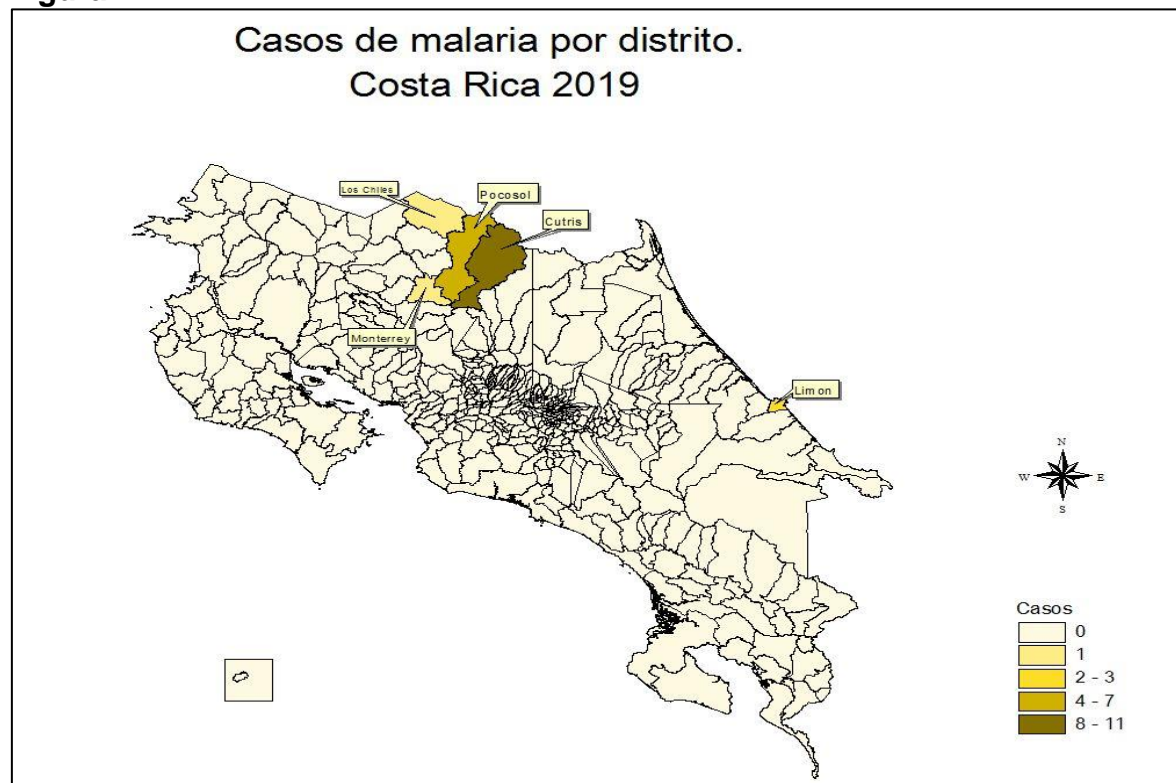 Casos de malaria por distrito.
Costa Rica 2019
Los Chiles
Pocosol
Cutris
Monterrey
Limon
N
W
E
S
Casos
0
1
2 - 3
4 - 7
8 - 11